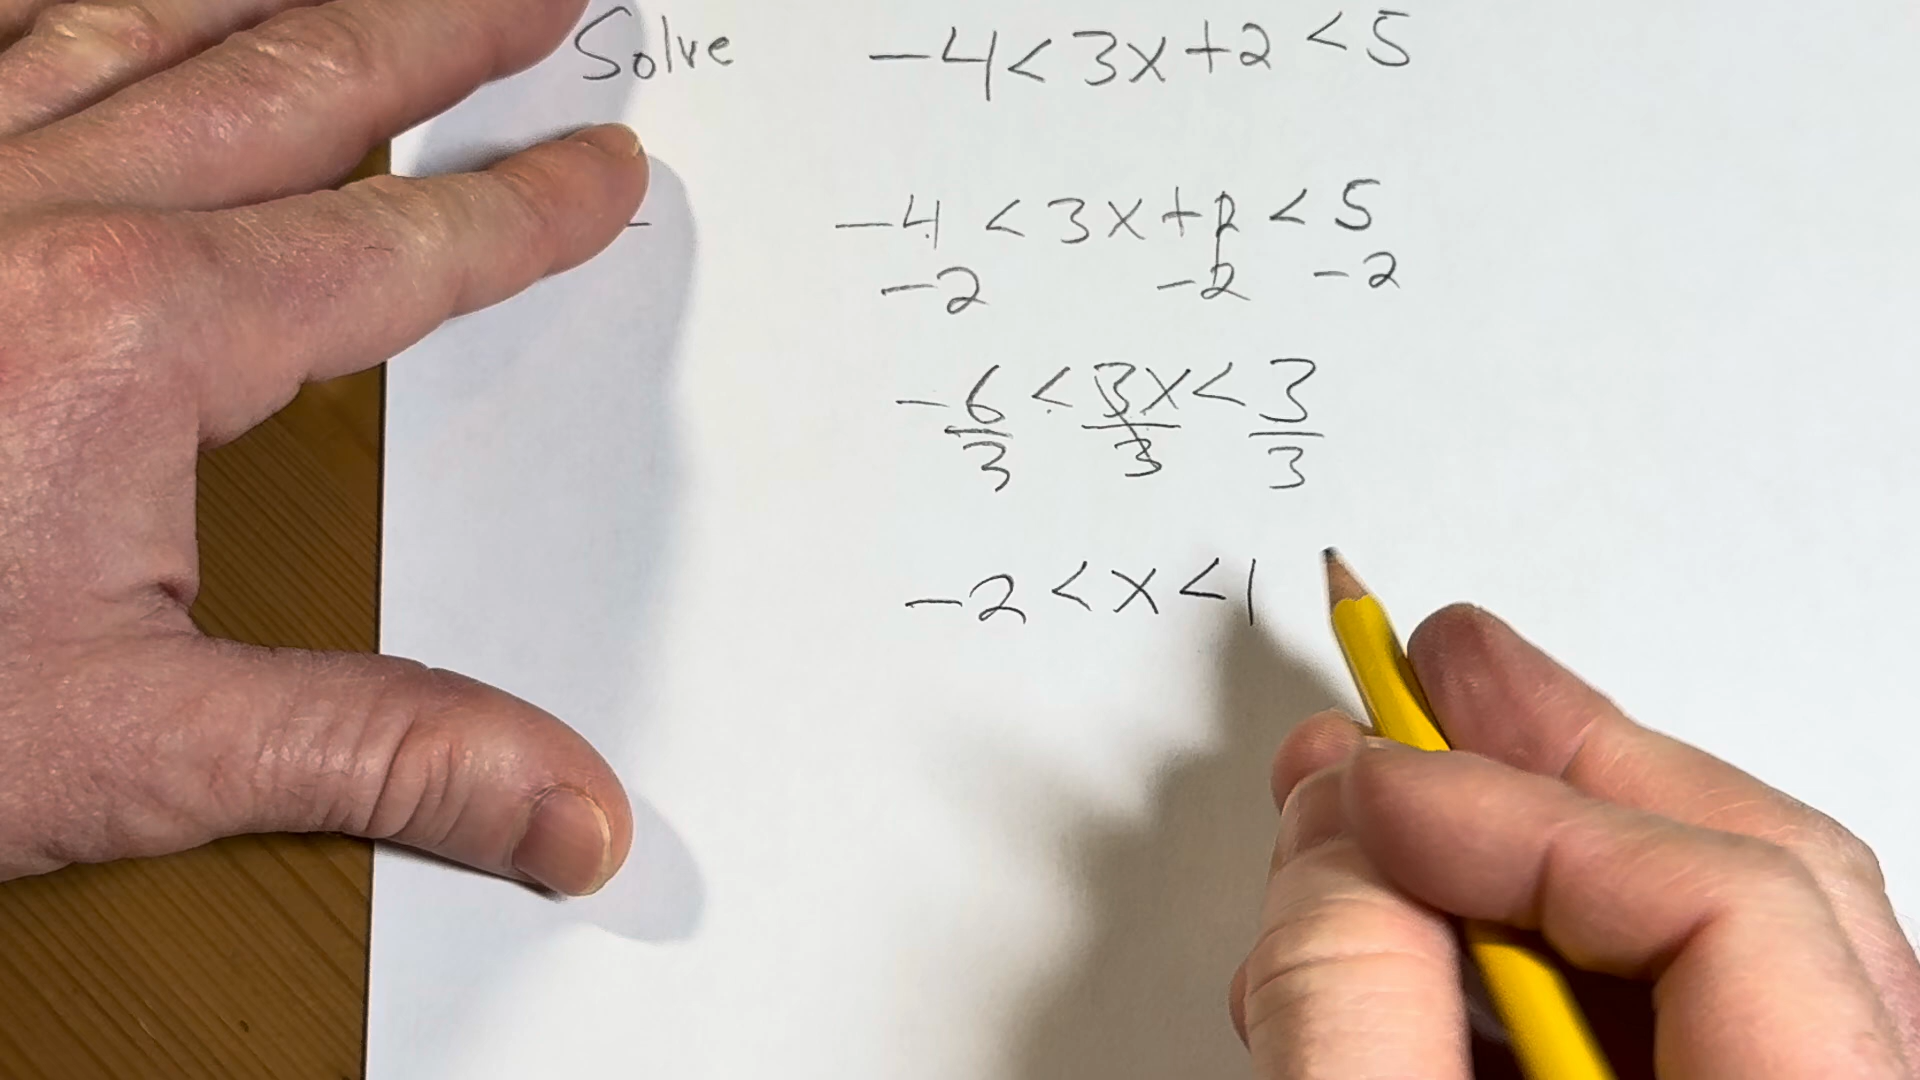 Solve -4<3x+2<5
-4<3x+2<5
-2 -2 -2
-6<3x<3
3 3 3
-2<x<1